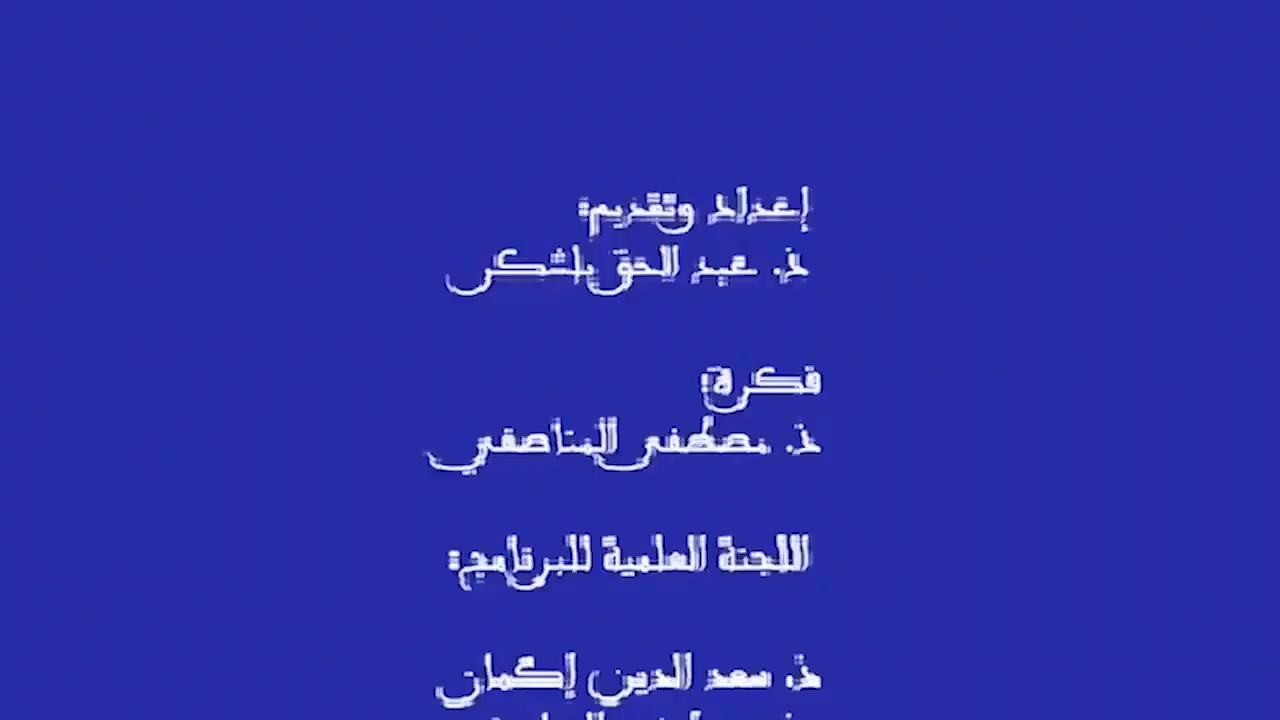 إعداد وتقديم:
د. عبد الحق بلشكر
فكرة:
د. مصطفى المناصفي
اللجنة العلمية للبرنامج:
د. سعد الدين إكمان